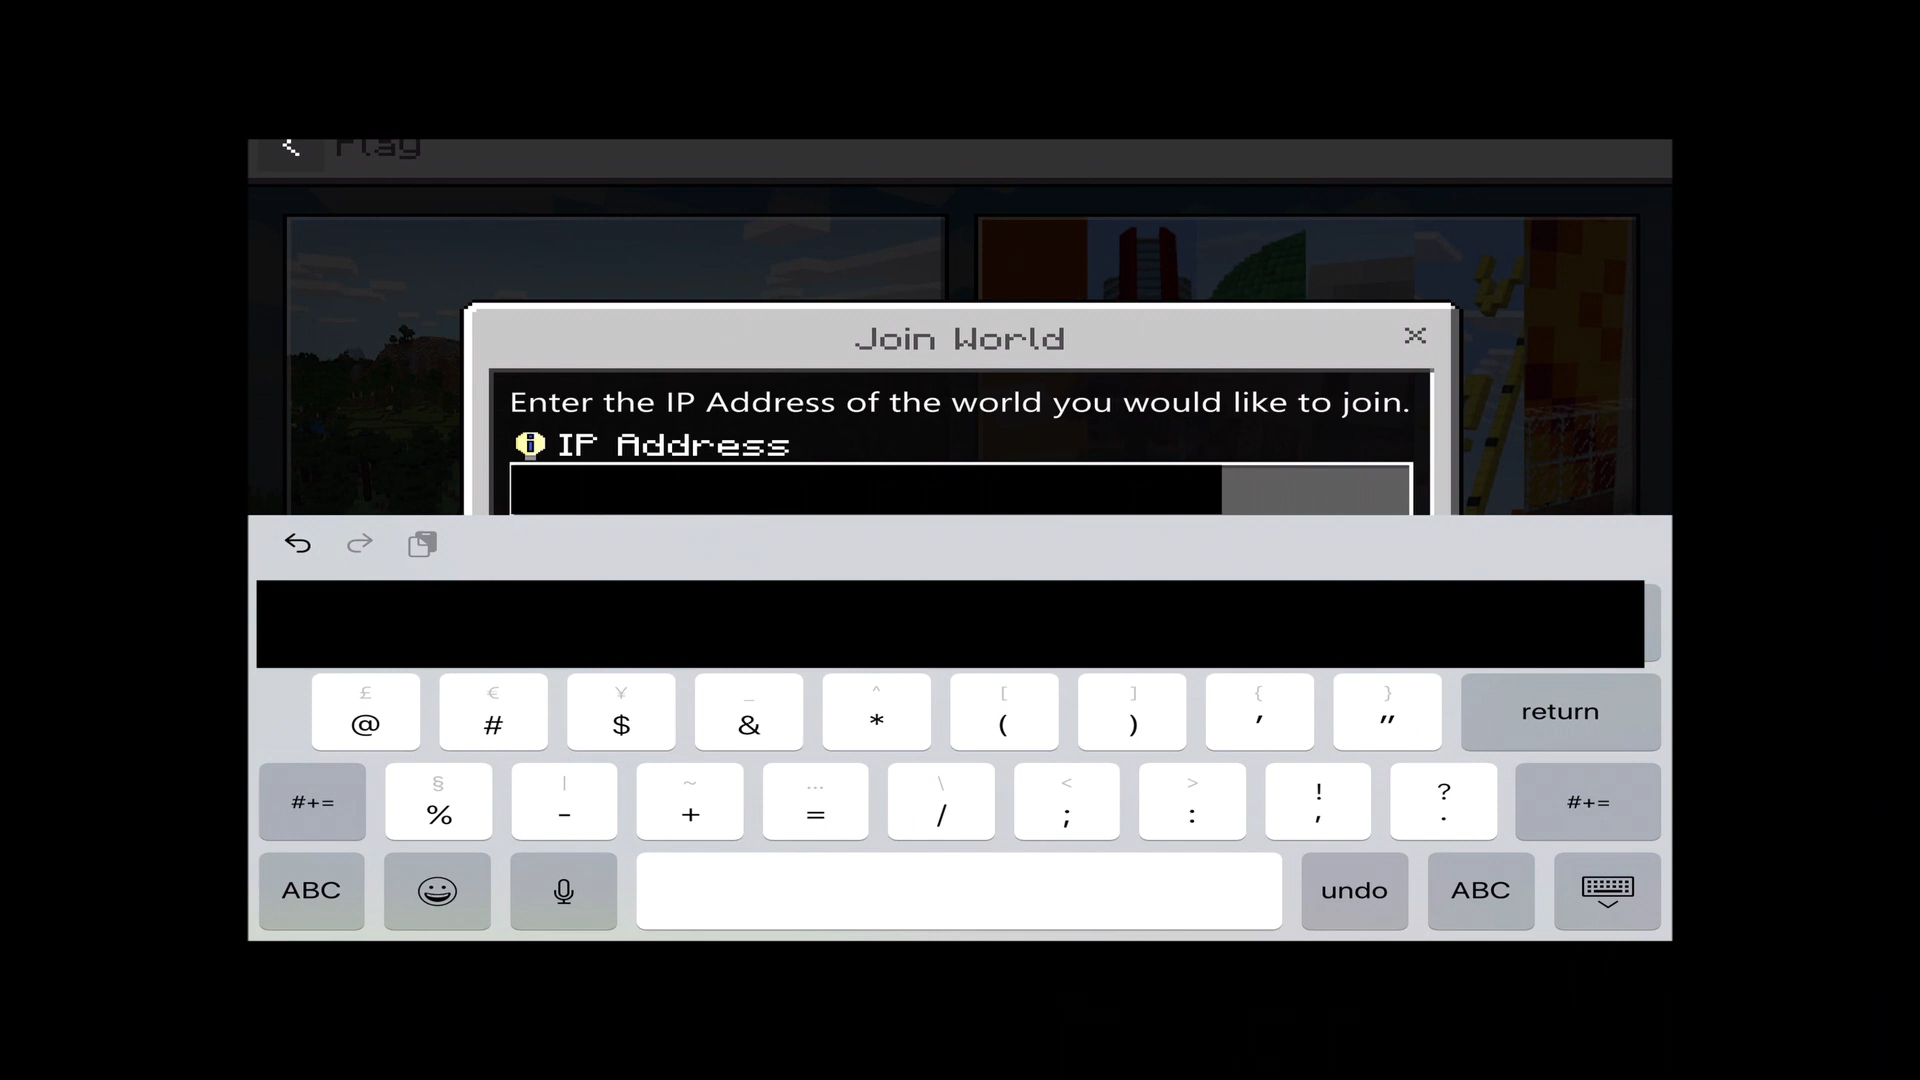 Play
Join World
Enter the IP Address of the world you would like to join.
IP Address
£ € ¥ _ ^ [ ] { }
@ # $ & * ( ) ' " return
§ | ~ ... \ < > ! ?
#+= % - + = / ; : , . #+=
ABC undo ABC